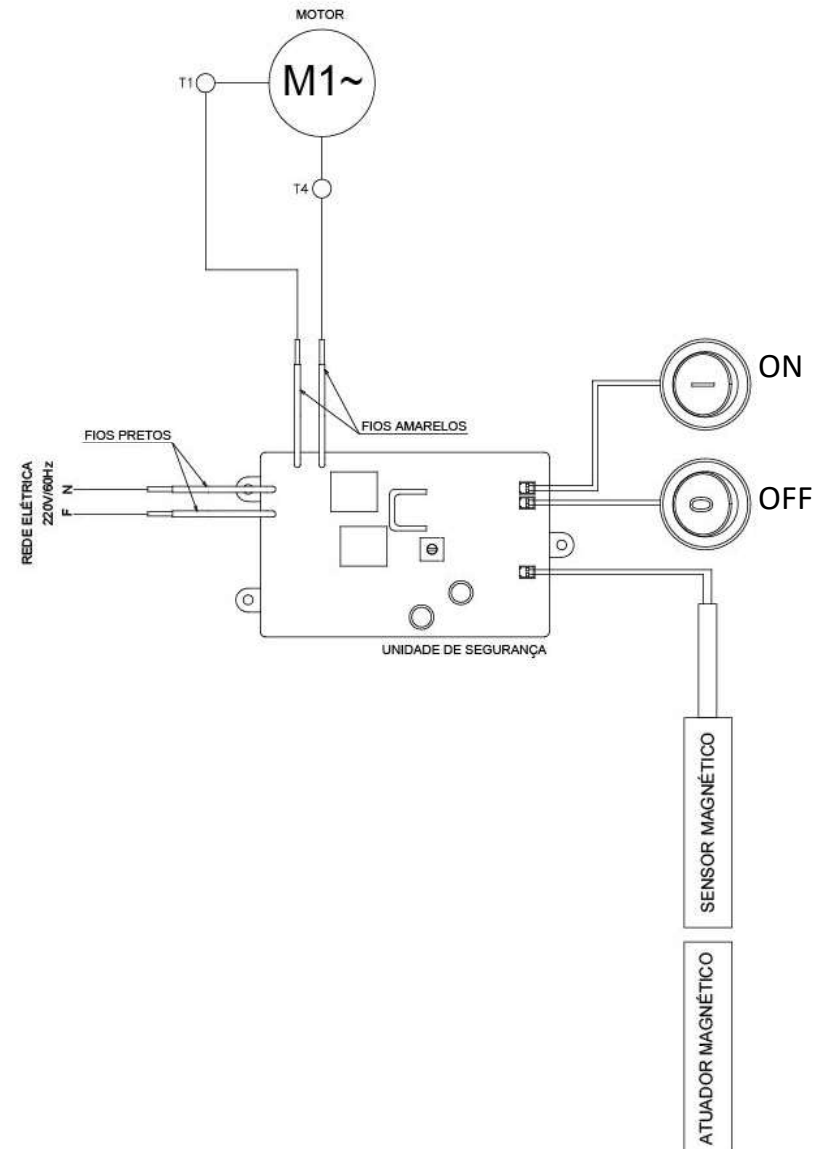 MOTOR
M1~
T1
T4
ON
FIOS AMARELOS
FIOS PRETOS
REDE ELÉTRICA
220V/60Hz
N
F
OFF
UNIDADE DE SEGURANÇA
SENSOR MAGNÉTICO
ATUADOR MAGNÉTICO